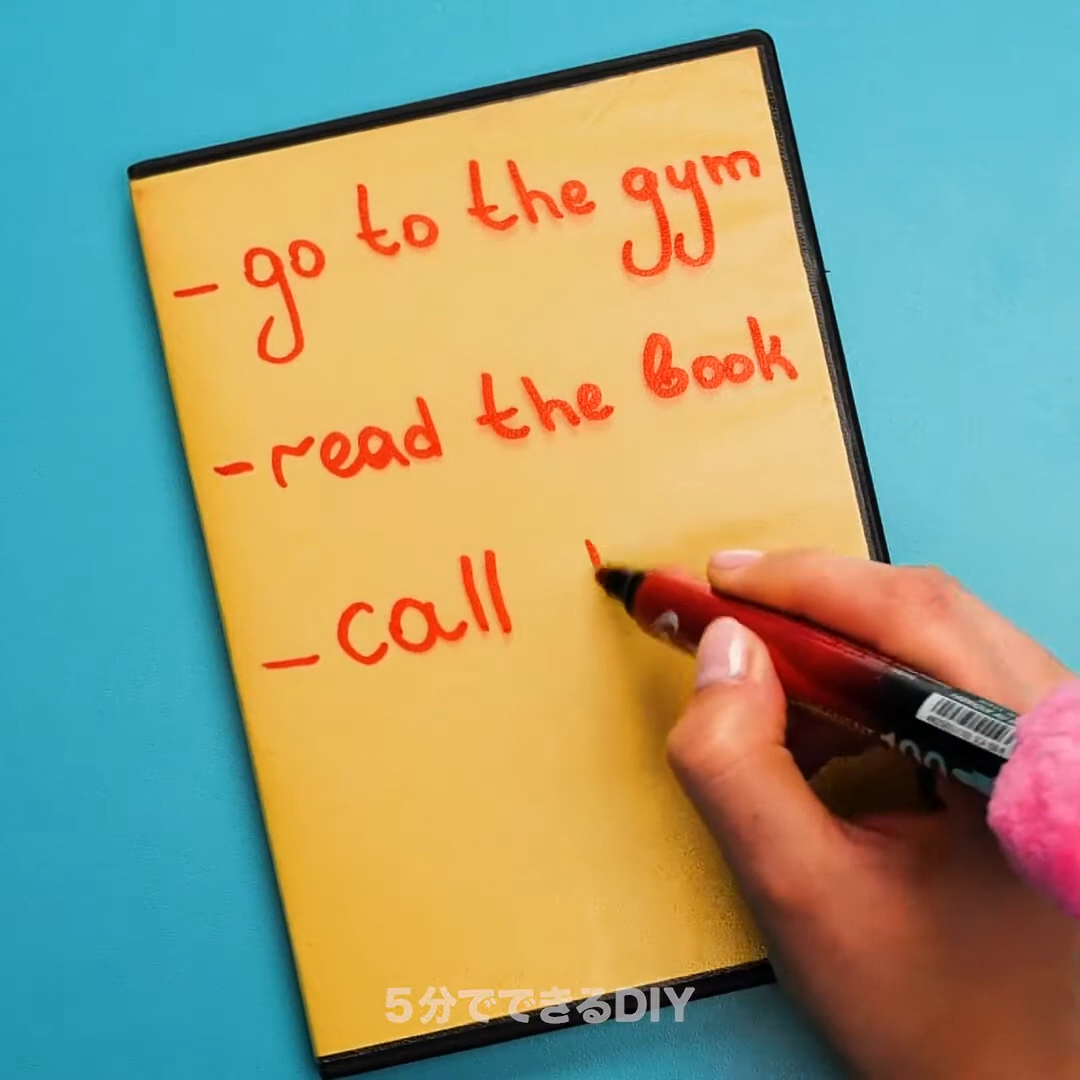 - go to the gym
- read the book
- call
5分でできるDIY